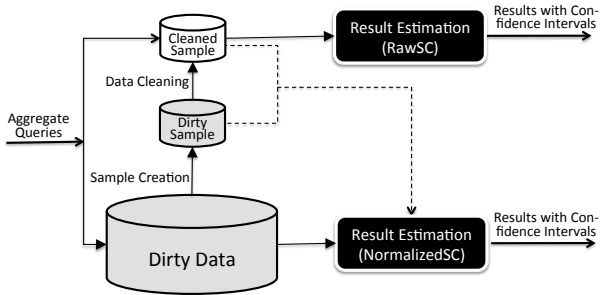 Cleaned
Sample
Result Estimation
(RawSC)
Results with Con-
fidence Intervals
Data Cleaning
Aggregate
Queries
Dirty
Sample
Sample Creation
Dirty Data
Result Estimation
(NormalizedSC)
Results with Con-
fidence Intervals